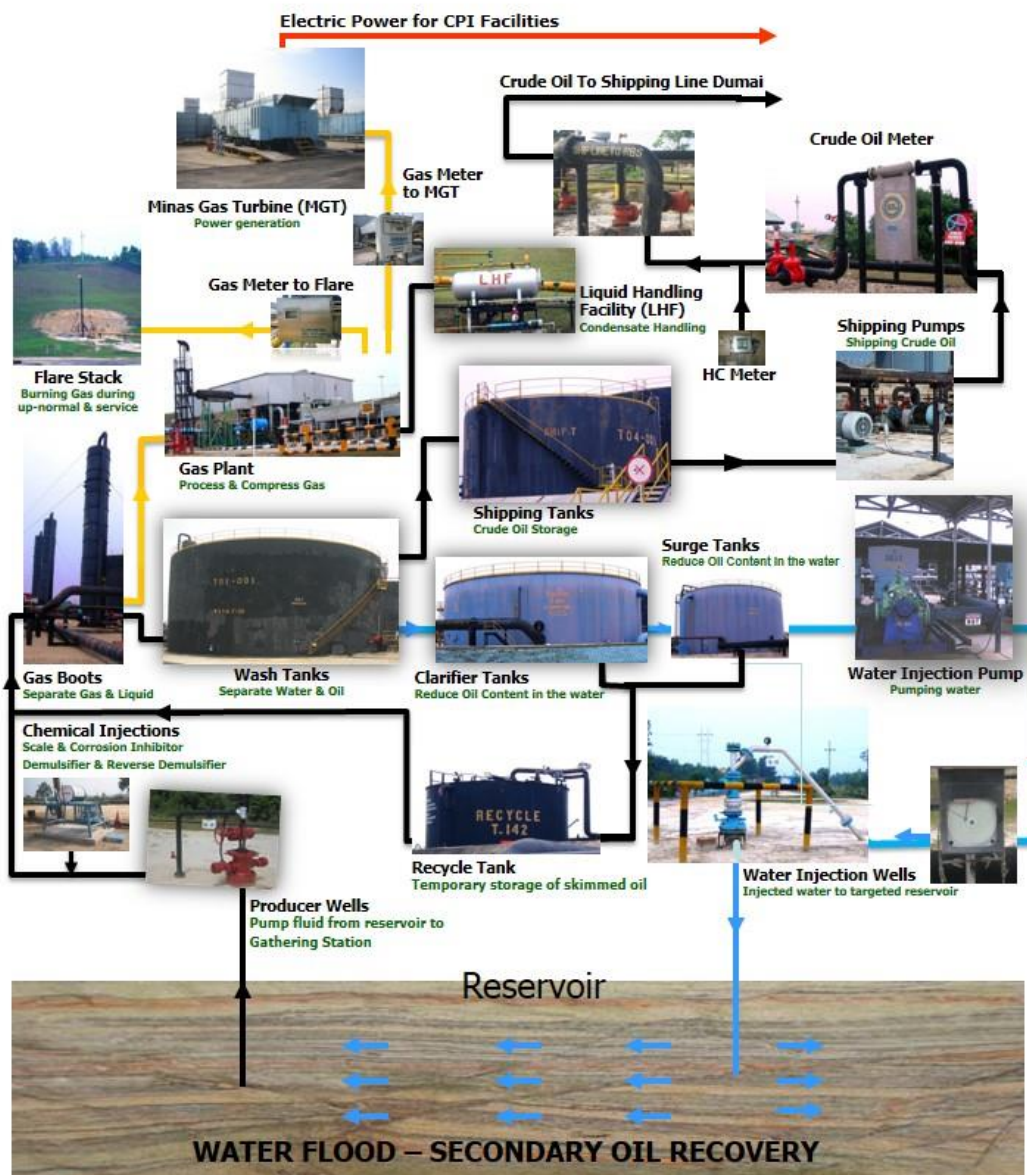 Electric Power for CPI Facilities
Crude Oil To Shipping Line Dumai
Crude Oil Meter
Gas Meter
to MGT
Minas Gas Turbine (MGT)
Power generation
LHF
Gas Meter to Flare
Liquid Handling
Facility (LHF)
Condensate Handling
Shipping Pumps
Shipping Crude Oil
HC Meter
Flare Stack
Burning Gas during
up-normal & service
Gas Plant
Process & Compress Gas
SHIP.T
T04-001
Shipping Tanks
Crude Oil Storage
Surge Tanks
Reduce Oil Content In the water
T01-001
Gas Boots
Separate Gas & Liquid
Wash Tanks
Separate Water & Oil
Clarifier Tanks
Reduce Oil Content in the water
Water Injection Pump
Pumping water
Chemical Injections
Scale & Corrosion Inhibitor
Demulsifier & Reverse Demulsifier
RECYCLE
T.142
Recycle Tank
Temporary storage of skimmed oil
Water Injection Wells
Injected water to targeted reservoir
Producer Wells
Pump fluid from reservoir to
Gathering Station
Reservoir
WATER FLOOD – SECONDARY OIL RECOVERY